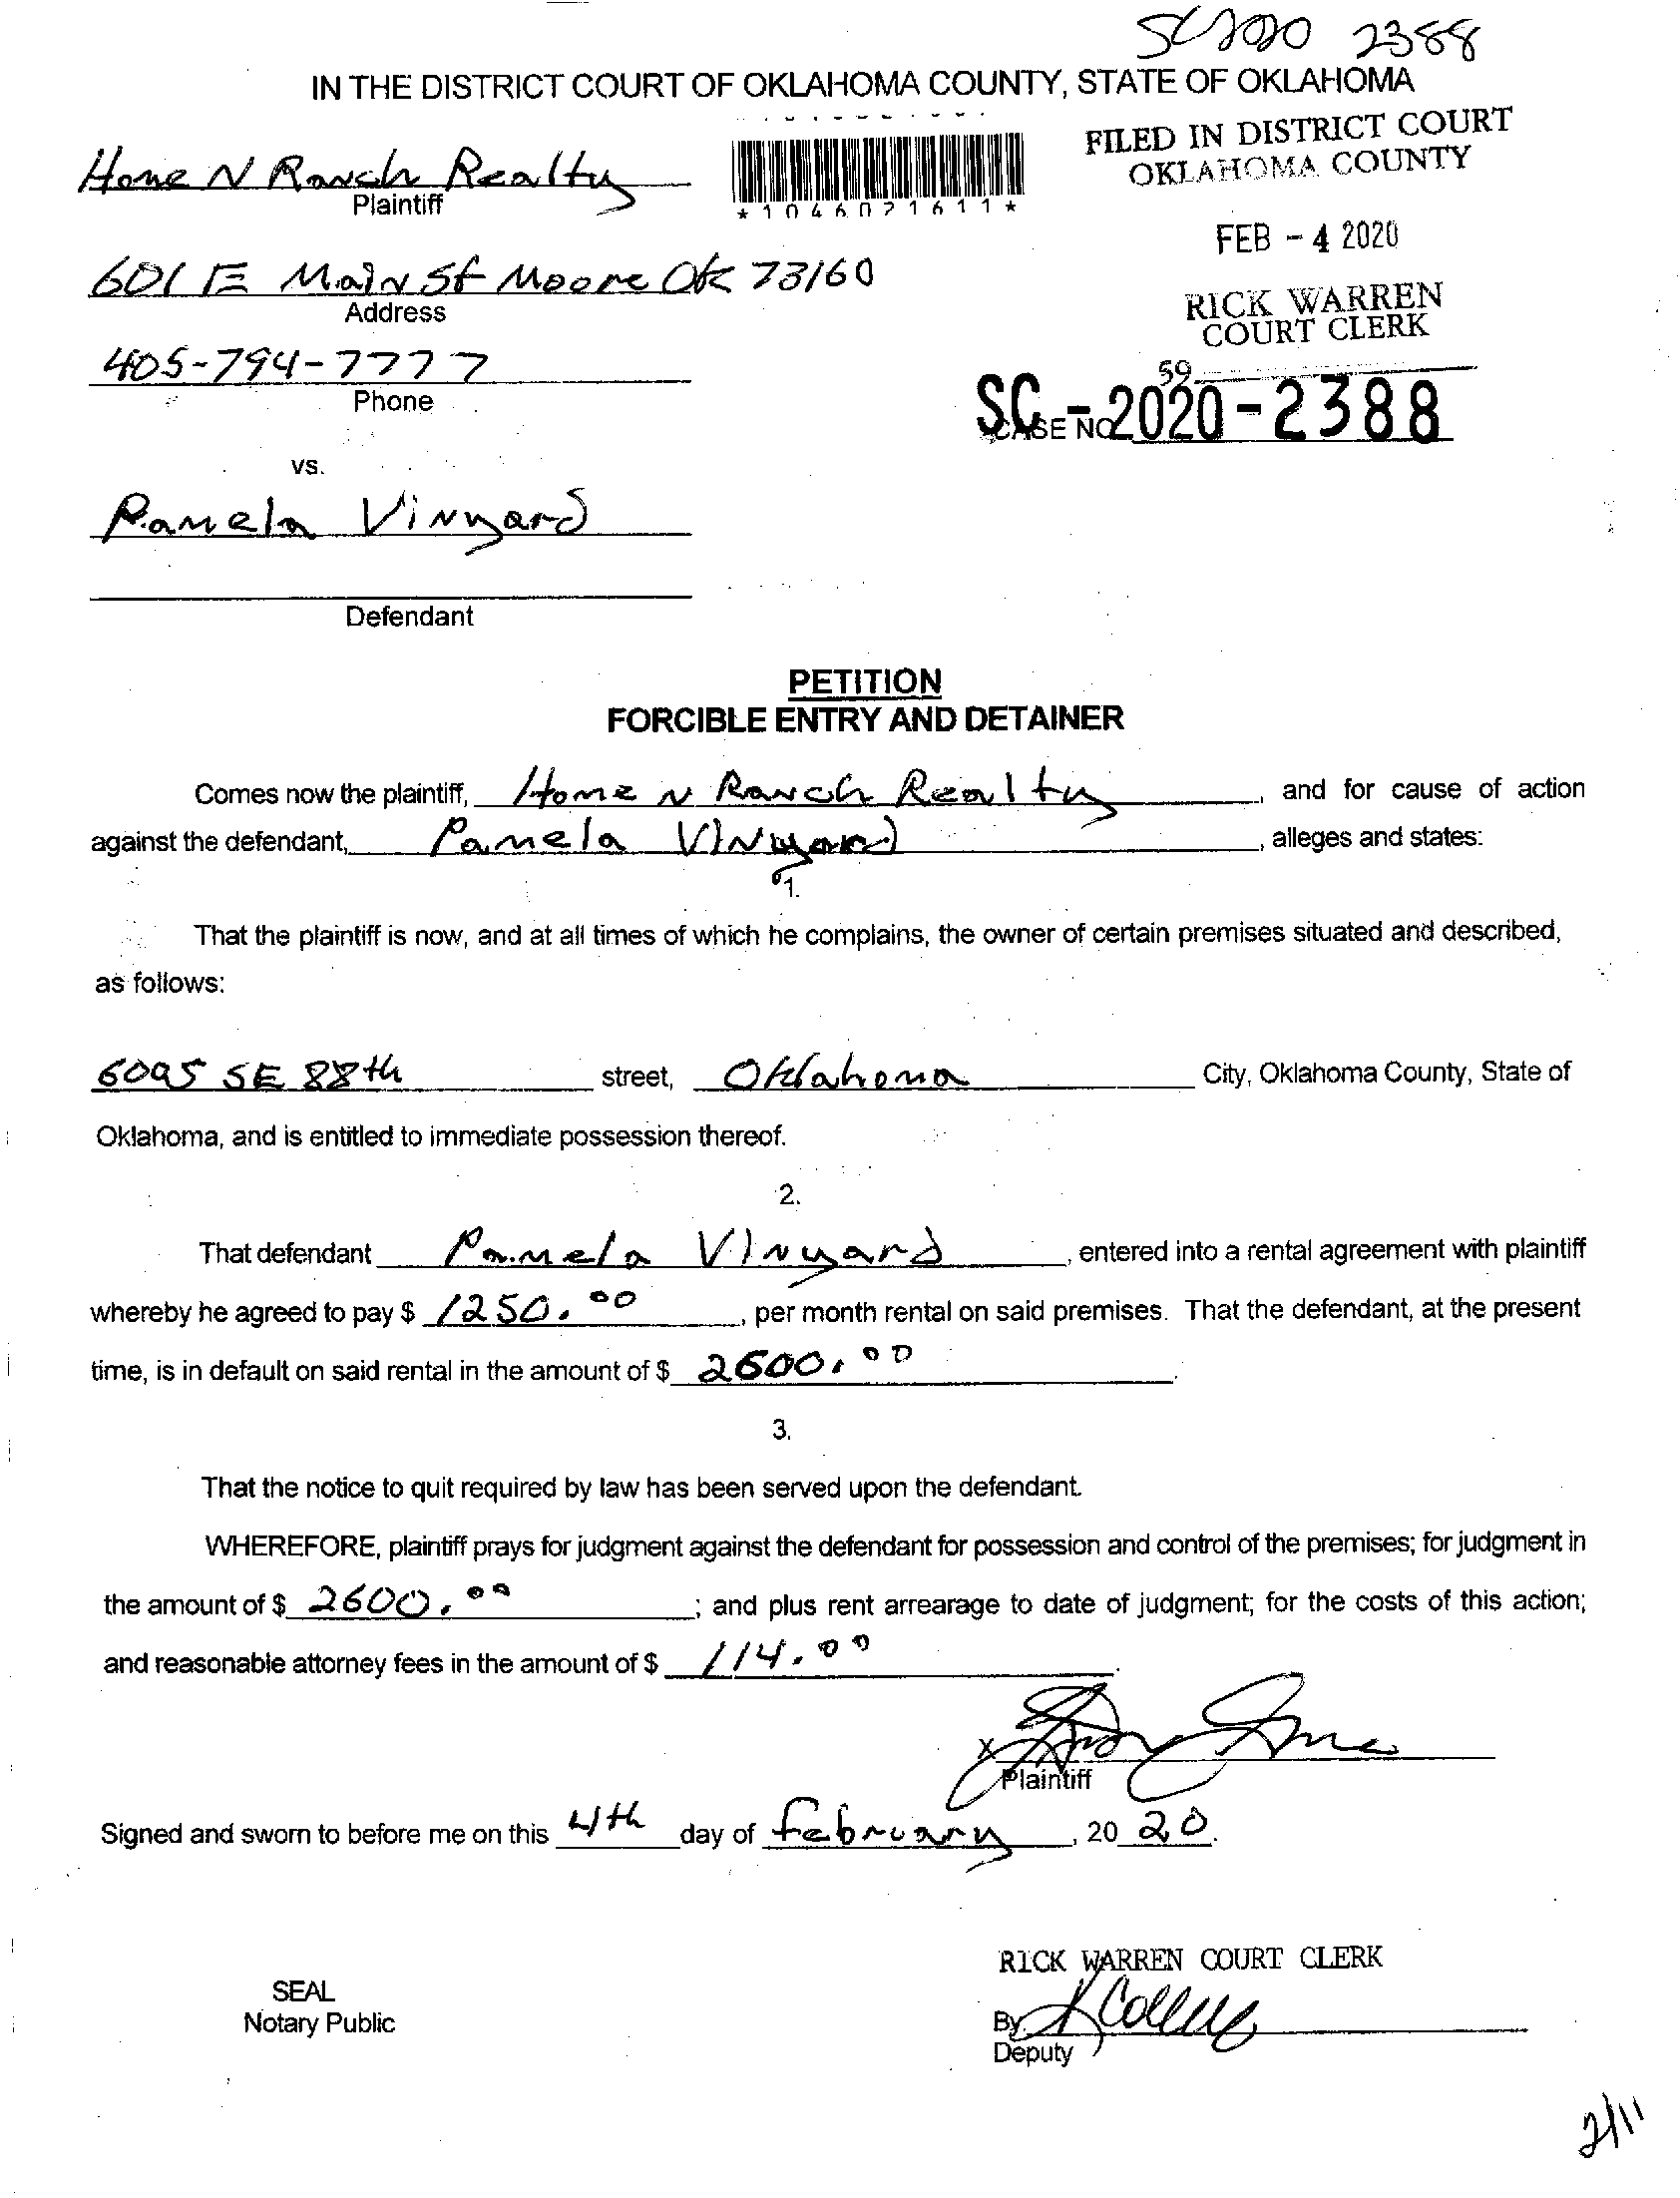 SC2020 2388
IN THE DISTRICT COURT OF OKLAHOMA COUNTY, STATE OF OKLAHOMA
FILED IN DISTRICT COURT
OKLAHOMA COUNTY
Home N Ranch Realty
Plaintiff
*1046021611*
FEB - 4 2020
601 E Main St Moore Ok 73160
Address
RICK WARREN
COURT CLERK
405-794-7777
Phone
59
SC-2020-2388
CASE NO.
vs.
Pamela Vinyard
Defendant
PETITION
FORCIBLE ENTRY AND DETAINER
Comes now the plaintiff, Home N Ranch Realty, and for cause of action
against the defendant, Pamela Vinyard, alleges and states:
1.
That the plaintiff is now, and at all times of which he complains, the owner of certain premises situated and described,
as follows:
6095 SE 88th street, Oklahoma City, Oklahoma County, State of
Oklahoma, and is entitled to immediate possession thereof.
2.
That defendant Pamela Vinyard, entered into a rental agreement with plaintiff
whereby he agreed to pay $ 1250.00, per month rental on said premises. That the defendant, at the present
time, is in default on said rental in the amount of $ 2600.00.
3.
That the notice to quit required by law has been served upon the defendant.
WHEREFORE, plaintiff prays for judgment against the defendant for possession and control of the premises; for judgment in
the amount of $ 2600.00; and plus rent arrearage to date of judgment; for the costs of this action;
and reasonable attorney fees in the amount of $ 114.00.
X
Plaintiff
Signed and sworn to before me on this 4th day of February, 2020.
RICK WARREN COURT CLERK
SEAL
Notary Public
By
Deputy
2/11